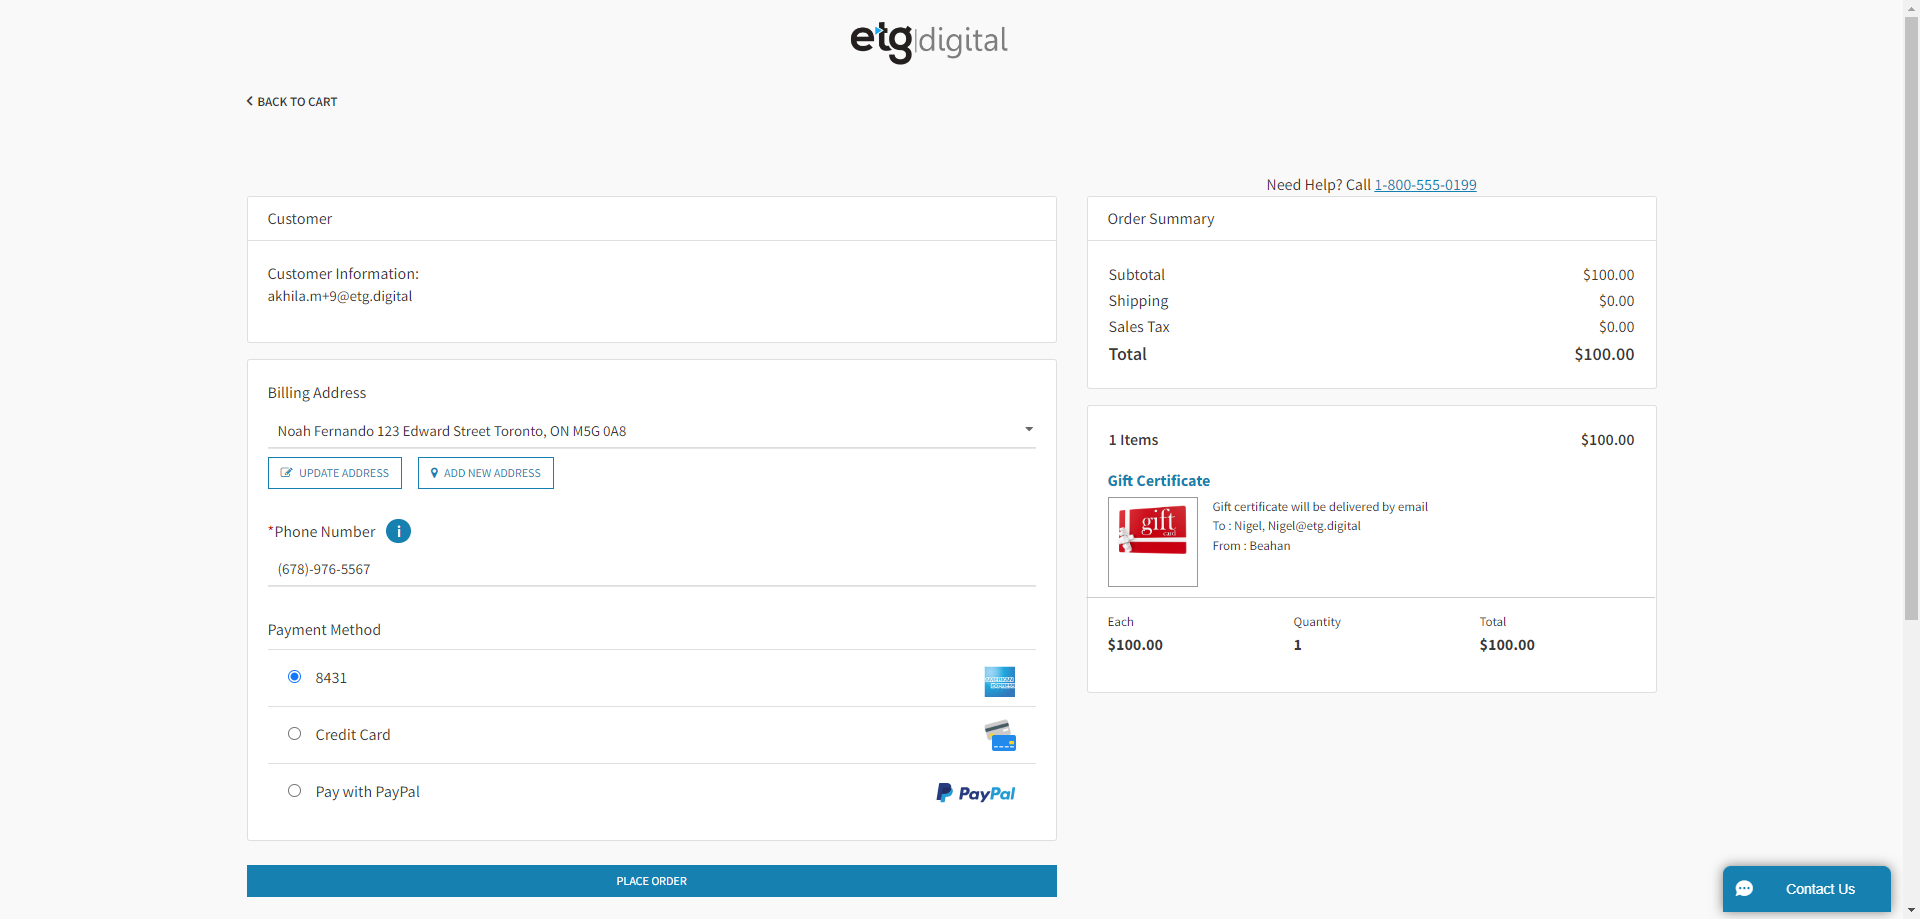 etg|digital
BACK TO CART
Need Help? Call 1-800-555-0199
Customer
Customer Information:
akhila.m+9@etg.digital
Billing Address
Noah Fernando 123 Edward Street Toronto, ON M5G 0A8
UPDATE ADDRESS
ADD NEW ADDRESS
*Phone Number i
(678)-976-5567
Payment Method
8431
AMERICAN EXPRESS
Credit Card
Pay with PayPal
PayPal
PLACE ORDER
Order Summary
Subtotal $100.00
Shipping $0.00
Sales Tax $0.00
Total $100.00
1 Items $100.00
Gift Certificate
gift
card
Gift certificate will be delivered by email
To : Nigel, Nigel@etg.digital
From : Beahan
Each Quantity Total
$100.00 1 $100.00
Contact Us